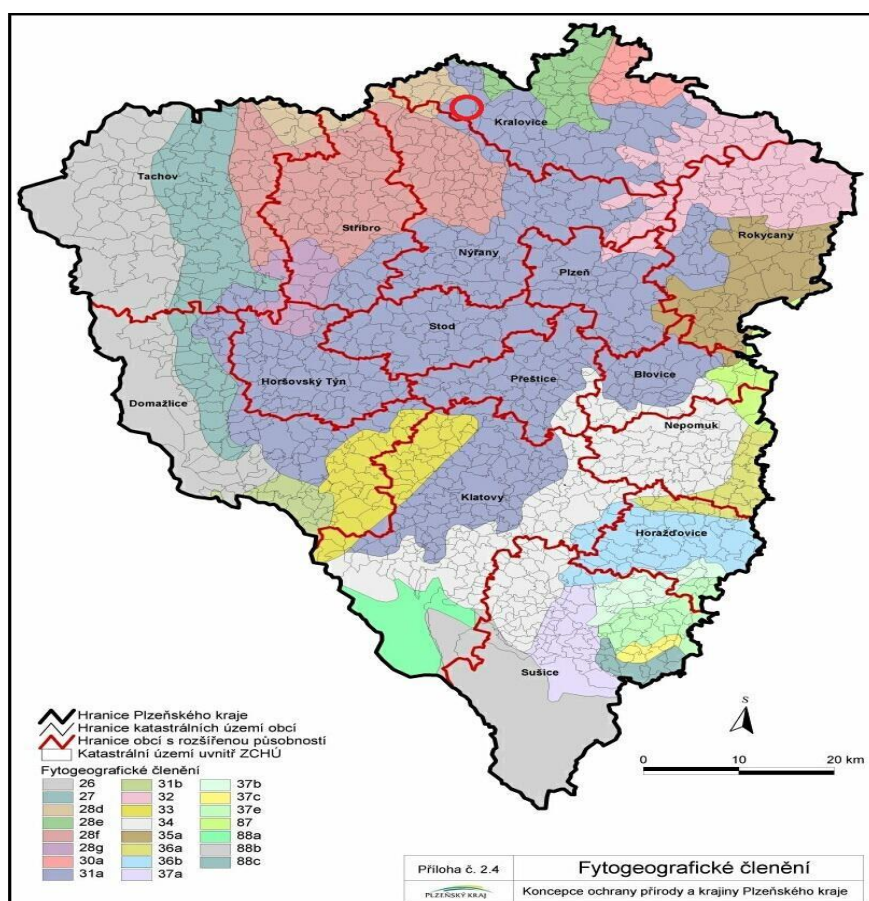 Kralovice
Tachov
Stříbro
Rokycany
Nýřany
Plzeň
Stod
Horšovský Týn
Přeštice
Blovice
Domažlice
Nepomuk
Klatovy
Horažďovice
Sušice
S
0 10 20 km
Hranice Plzeňského kraje
Hranice katastrálních území obcí
Hranice obcí s rozšířenou působností
Katastrální území uvnitř ZCHÚ
Fytogeografické členění
26 31b 37b
27 32 37c
28d 33 37e
28e 34 87
28f 35a 88a
28g 36a 88b
30a 36b 88c
31a 37a
Příloha č. 2.4
Fytogeografické členění
PLZEŇSKÝ KRAJ
Koncepce ochrany přírody a krajiny Plzeňského kraje